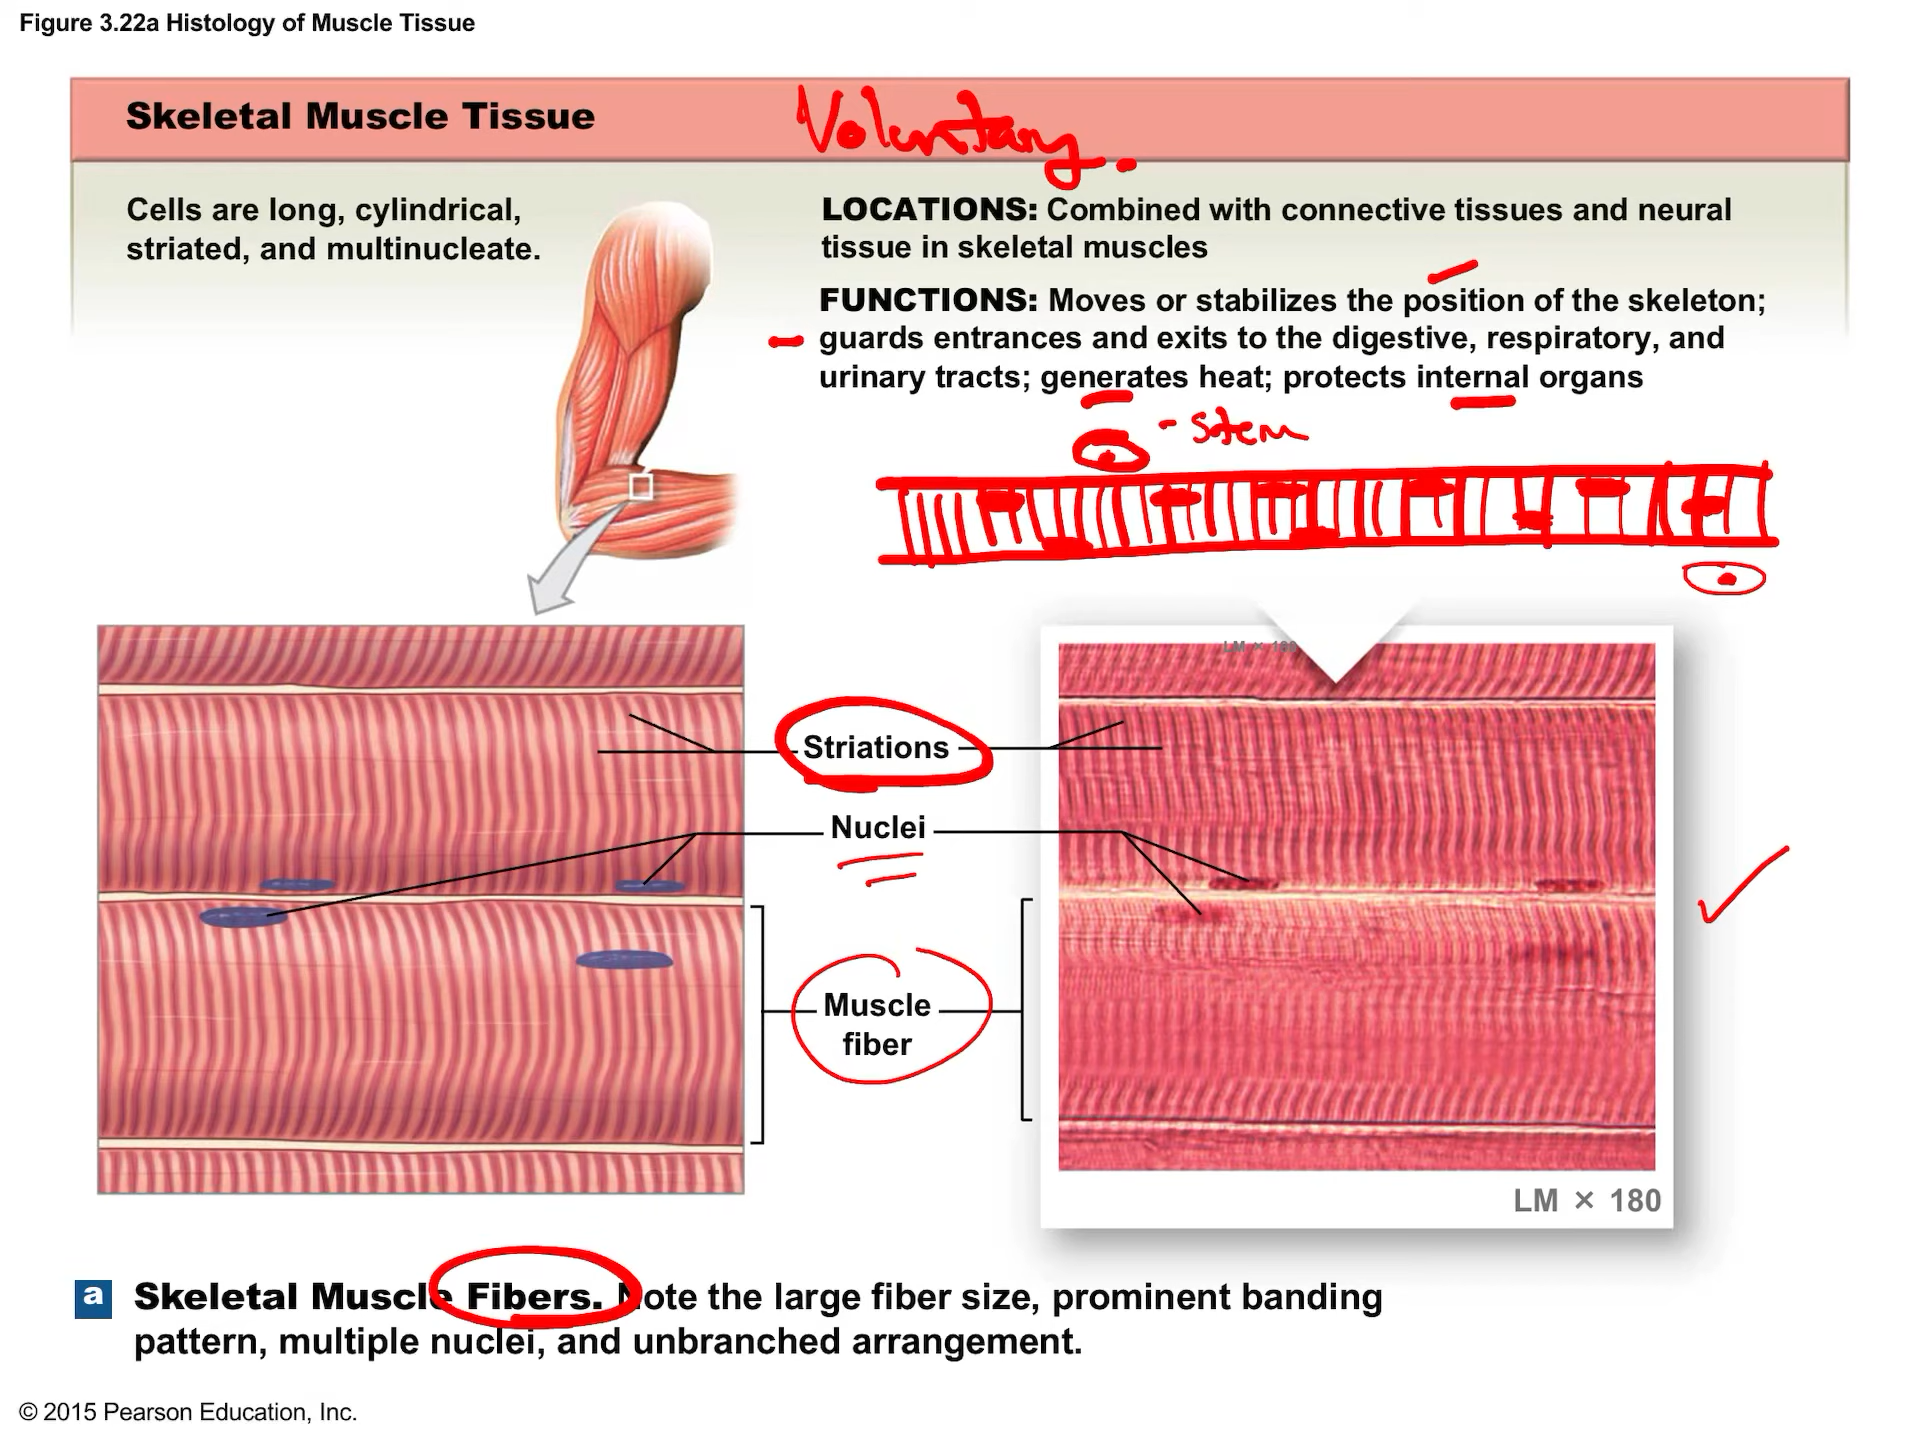 Figure 3.22a Histology of Muscle Tissue
Skeletal Muscle Tissue
Voluntary.
Cells are long, cylindrical,
striated, and multinucleate.
LOCATIONS: Combined with connective tissues and neural
tissue in skeletal muscles
FUNCTIONS: Moves or stabilizes the position of the skeleton;
guards entrances and exits to the digestive, respiratory, and
urinary tracts; generates heat; protects internal organs
- Stem
LM × 180
Striations
Nuclei
Muscle
fiber
LM × 180
a Skeletal Muscle Fibers. Note the large fiber size, prominent banding
pattern, multiple nuclei, and unbranched arrangement.
© 2015 Pearson Education, Inc.